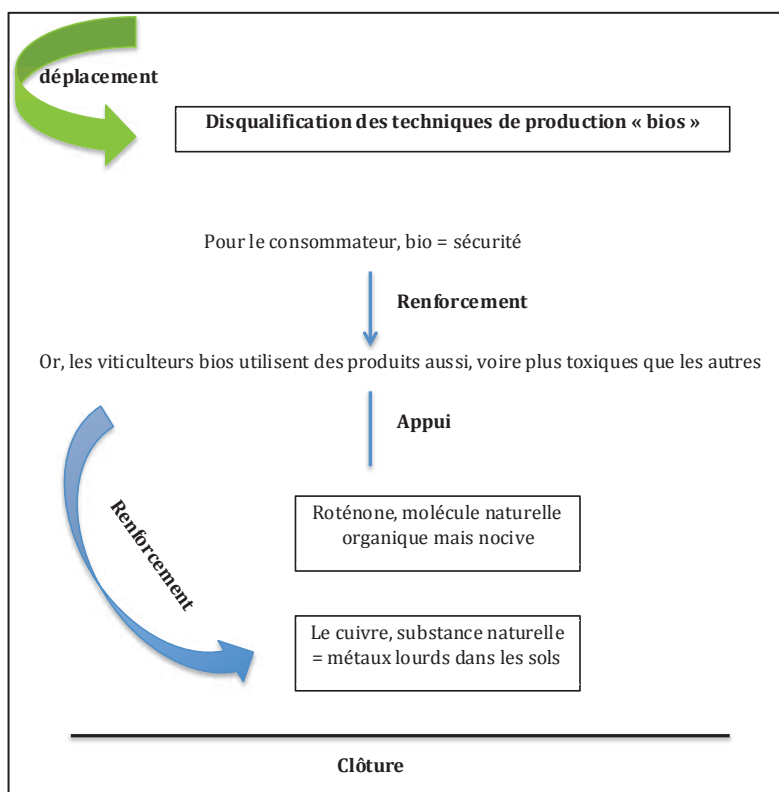 déplacement
Disqualification des techniques de production « bios »
Pour le consommateur, bio = sécurité
Renforcement
Or, les viticulteurs bios utilisent des produits aussi, voire plus toxiques que les autres
Appui
Renforcement
Roténone, molécule naturelle
organique mais nocive
Le cuivre, substance naturelle
= métaux lourds dans les sols
Clôture